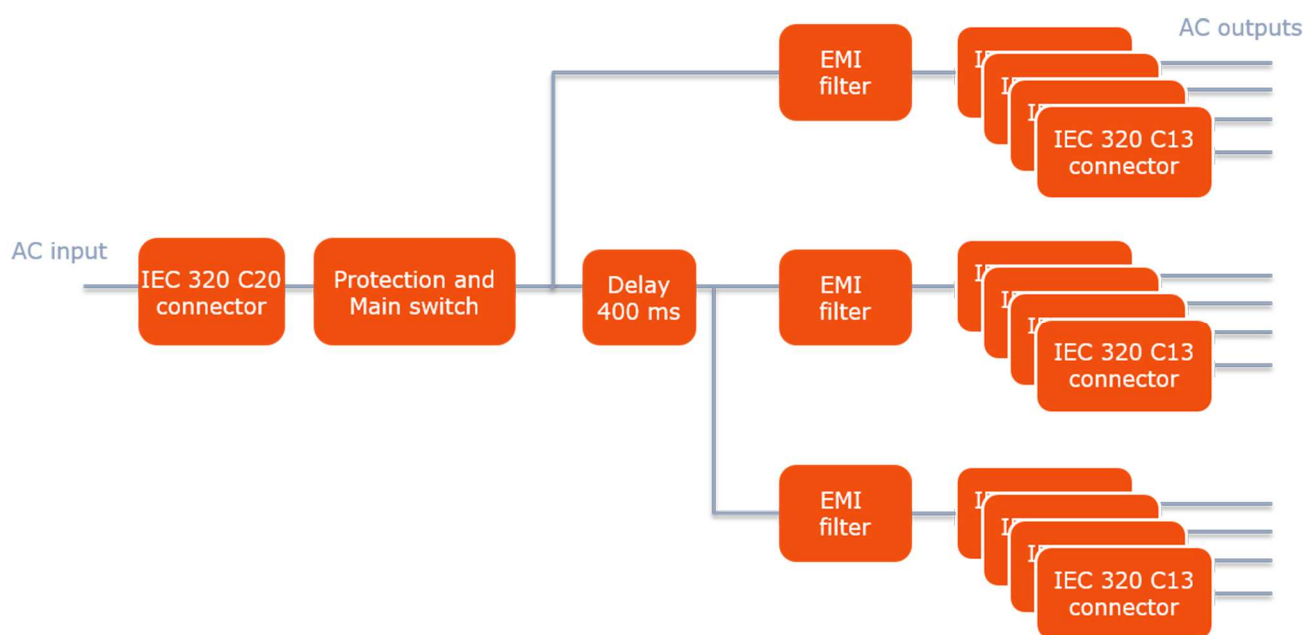 AC outputs
EMI
filter
IEC 320 C13
connector
AC input
IEC 320 C20
connector
Protection and
Main switch
Delay
400 ms
EMI
filter
IEC 320 C13
connector
EMI
filter
IEC 320 C13
connector